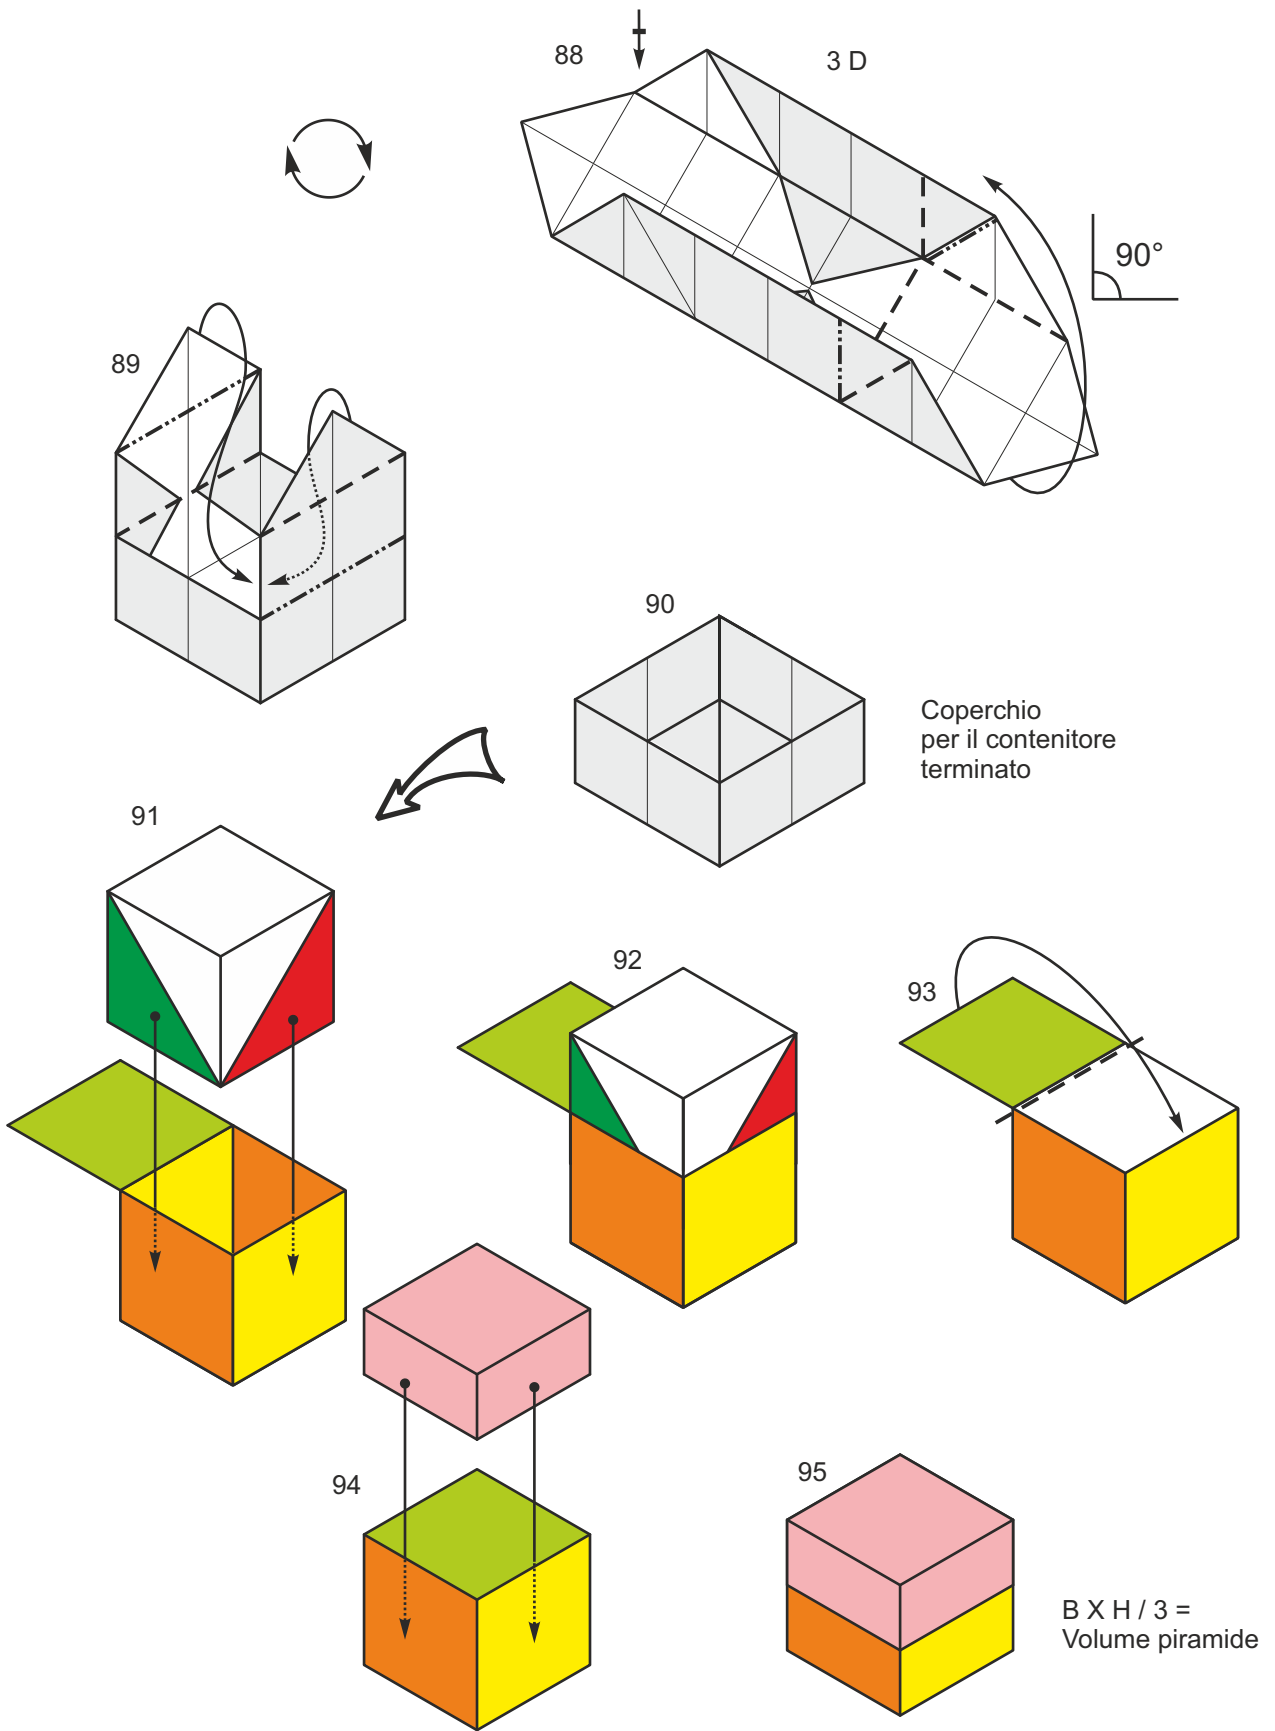 88
3 D
90°
89
90
Coperchio
per il contenitore
terminato
91
92
93
94
95
B X H / 3 =
Volume piramide